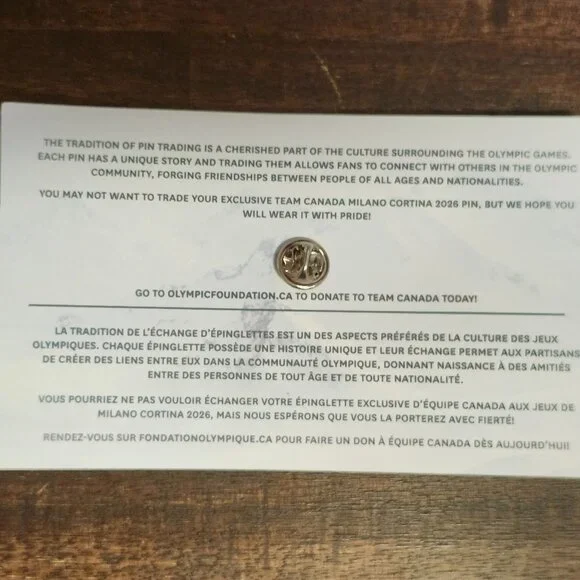 THE TRADITION OF PIN TRADING IS A CHERISHED PART OF THE CULTURE SURROUNDING THE OLYMPIC GAMES.
EACH PIN HAS A UNIQUE STORY AND TRADING THEM ALLOWS FANS TO CONNECT WITH OTHERS IN THE OLYMPIC
COMMUNITY, FORGING FRIENDSHIPS BETWEEN PEOPLE OF ALL AGES AND NATIONALITIES.
YOU MAY NOT WANT TO TRADE YOUR EXCLUSIVE TEAM CANADA MILANO CORTINA 2026 PIN, BUT WE HOPE YOU
WILL WEAR IT WITH PRIDE!
GO TO OLYMPICFOUNDATION.CA TO DONATE TO TEAM CANADA TODAY!
LA TRADITION DE L'ÉCHANGE D'ÉPINGLETTES EST UN DES ASPECTS PRÉFÉRÉS DE LA CULTURE DES JEUX
OLYMPIQUES. CHAQUE ÉPINGLETTE POSSÈDE UNE HISTOIRE UNIQUE ET LEUR ÉCHANGE PERMET AUX PARTISANS
DE CRÉER DES LIENS ENTRE EUX DANS LA COMMUNAUTÉ OLYMPIQUE, DONNANT NAISSANCE À DES AMITIÉS
ENTRE DES PERSONNES DE TOUT ÂGE ET DE TOUTE NATIONALITÉ.
VOUS POURRIEZ NE PAS VOULOIR ÉCHANGER VOTRE ÉPINGLETTE EXCLUSIVE D'ÉQUIPE CANADA AUX JEUX DE
MILANO CORTINA 2026, MAIS NOUS ESPÉRONS QUE VOUS LA PORTEREZ AVEC FIERTÉ!
RENDEZ-VOUS SUR FONDATIONOLYMPIQUE.CA POUR FAIRE UN DON À ÉQUIPE CANADA DÈS AUJOURD'HUI!